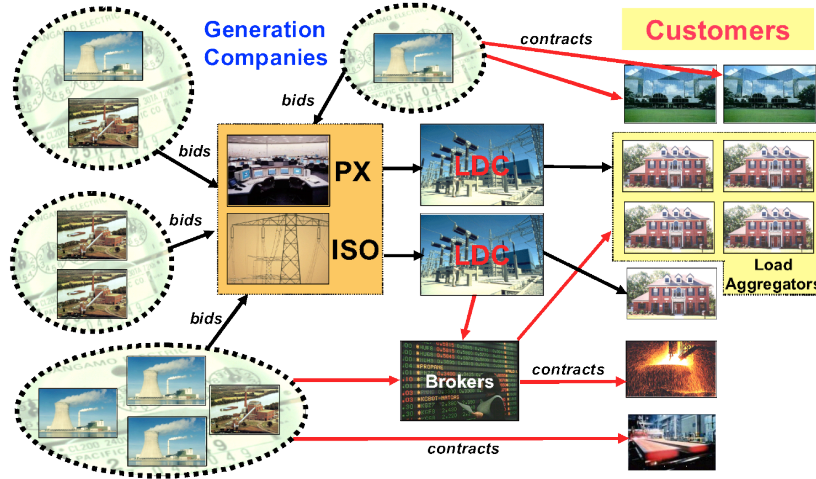 Generation
Companies
Customers
contracts
bids
bids
bids
bids
PX
ISO
LDC
LDC
Load
Aggregators
Brokers
contracts
contracts